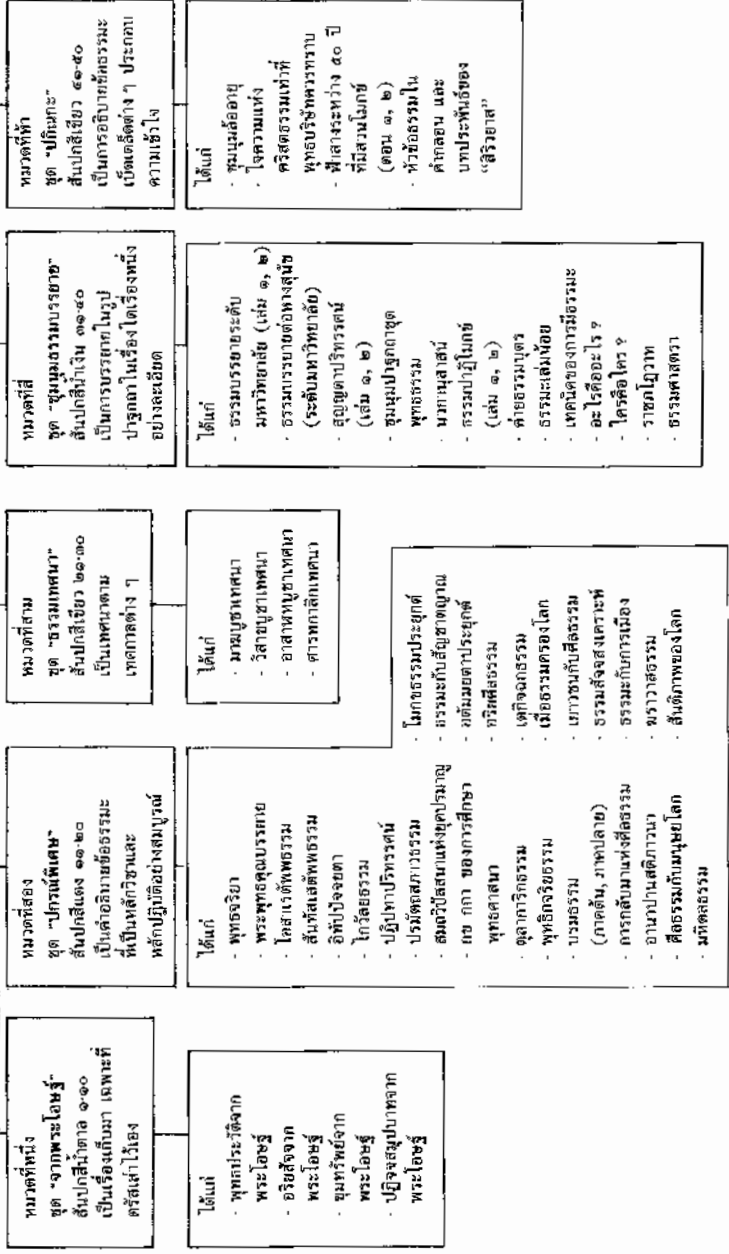 หมวดที่หนึ่ง
ชุด "จากพระโอษฐ์"
สันปกสีน้ำตาล ๑-๑๐
เป็นเรื่องเก็บมา เฉพาะที่
ตรัสเล่าไว้เอง
ได้แก่
· พุทธประวัติจาก
พระโอษฐ์
· อริยสัจจาก
พระโอษฐ์
· ขุมทรัพย์จาก
พระโอษฐ์
· ปฏิจจสมุปบาทจาก
พระโอษฐ์
หมวดที่สอง
ชุด "ปกรณ์พิเศษ"
สันปกสีแดง ๑๑-๒๐
เป็นคำอธิบายข้อธรรมะ
ที่เป็นหลักวิชาและ
หลักปฏิบัติอย่างสมบูรณ์
ได้แก่
· พุทธจริยา
· พระพุทธคุณบรรยาย
· โอสาเรตัพพธรรม
· สันทัสเสตัพพธรรม
· อิทัปปัจจยตา
· ไกวัลยธรรม
· ปฏิปทาปริทรรศน์
· ปรมัตถสภาวธรรม
· สมถวิปัสสนาแห่งยุคปรมาณู
· กข กกา ของการศึกษา
พุทธศาสนา
· ตุลาการิกธรรม
· พุทธิกจริยธรรม
· บรมธรรม
(ภาคต้น, ภาคปลาย)
· การกลับมาแห่งศีลธรรม
· อานาปานสติภาวนา
· ศีลธรรมกับมนุษยโลก
· มหิดลธรรม
· โมกขธรรมประยุกต์
· ธรรมะกับสัญชาตญาณ
· อตัมมยตาประยุกต์
· อริยศีลธรรม
· เตกิจฉกธรรม
· เมื่อธรรมครองโลก
· เยาวชนกับศีลธรรม
· ธรรมสัจจสงเคราะห์
· ธรรมะกับการเมือง
· ฆราวาสธรรม
· สันติภาพของโลก
หมวดที่สาม
ชุด "ธรรมเทศนา"
สันปกสีเขียว ๒๑-๓๐
เป็นเทศนาตาม
เทศกาลต่าง ๆ
ได้แก่
· มาฆบูชาเทศนา
· วิสาขบูชาเทศนา
· อาสาฬหบูชาเทศนา
· ศารทกาลิกเทศนา
หมวดที่สี่
ชุด "ชุมนุมธรรมบรรยาย"
สันปกสีน้ำเงิน ๓๑-๔๐
เป็นการบรรยายในรูป
ปาฐกถาในเรื่องใดเรื่องหนึ่ง
อย่างละเอียด
ได้แก่
· ธรรมบรรยายระดับ
มหาวิทยาลัย (เล่ม ๑, ๒)
· ธรรมบรรยายต่อหางสุนัข
(ระดับมหาวิทยาลัย)
· สุญญตาปริทรรศน์
(เล่ม ๑, ๒)
· ชุมนุมปาฐกถาชุด
พุทธธรรม
· นวกานุสาสน์
· ธรรมปาฏิโมกข์
(เล่ม ๑, ๒)
· ค่ายธรรมบุตร
· ธรรมะเล่มน้อย
· เทคนิคของการมีธรรมะ
· อะไรคืออะไร ?
· ใครคือใคร ?
· ราชภโฏวาท
· ธรรมศาสตรา
หมวดที่ห้า
ชุด "ปกิณกะ"
สันปกสีเขียว ๔๑-๕๐
เป็นการอธิบายข้อธรรมะ
เบ็ดเตล็ดต่าง ๆ ประกอบ
ความเข้าใจ
ได้แก่
· ชุมนุมล้ออายุ
· ใจความแห่ง
คริสตธรรมเท่าที่
พุทธบริษัทควรทราบ
· ฟ้าสางระหว่าง ๕๐ ปี
ที่มีสวนโมกข์
(ตอน ๑, ๒)
· หัวข้อธรรมใน
คำกลอน และ
บทประพันธ์ของ
"สิริวยาส"